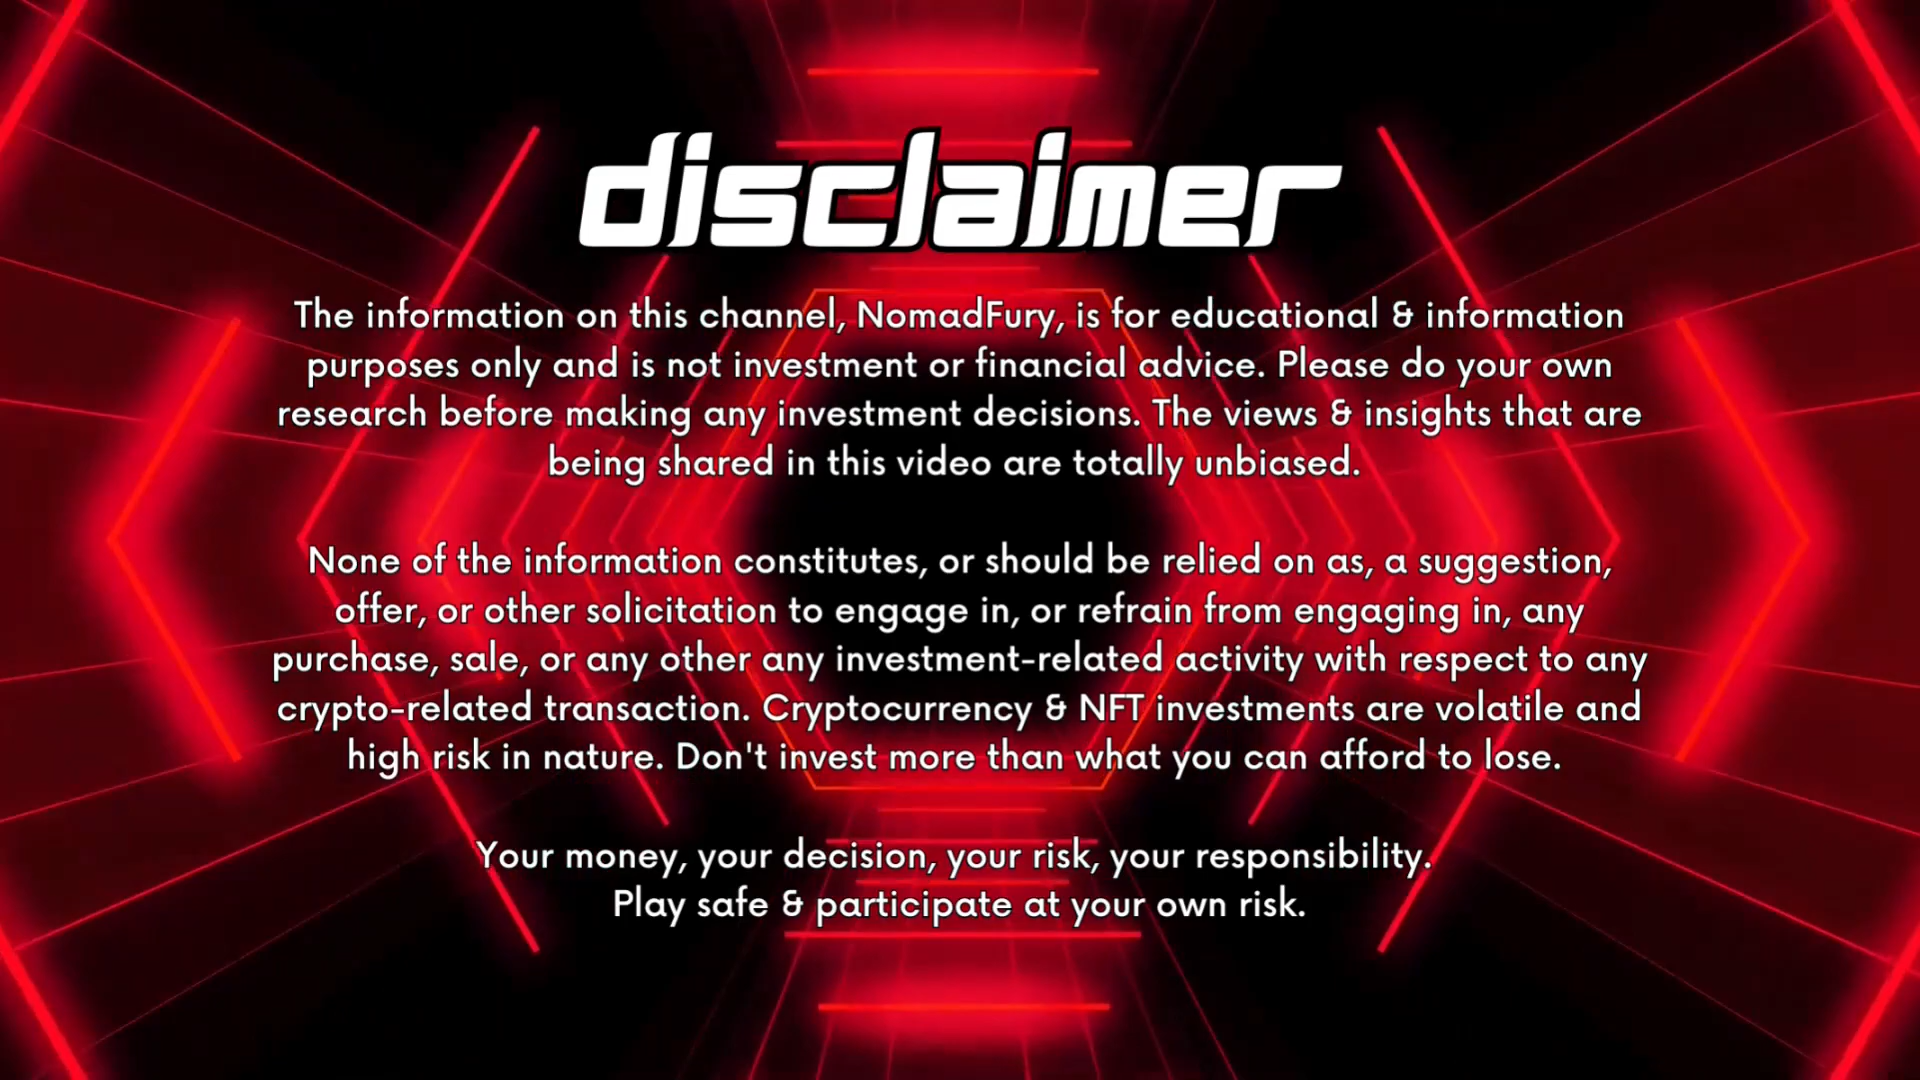 disclaimer
The information on this channel, NomadFury, is for educational & information
purposes only and is not investment or financial advice. Please do your own
research before making any investment decisions. The views & insights that are
being shared in this video are totally unbiased.
None of the information constitutes, or should be relied on as, a suggestion,
offer, or other solicitation to engage in, or refrain from engaging in, any
purchase, sale, or any other any investment-related activity with respect to any
crypto-related transaction. Cryptocurrency & NFT investments are volatile and
high risk in nature. Don't invest more than what you can afford to lose.
Your money, your decision, your risk, your responsibility.
Play safe & participate at your own risk.